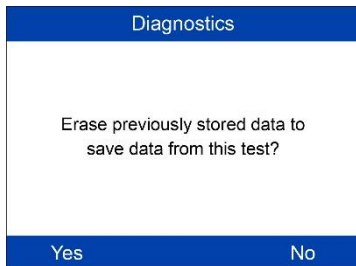 Diagnostics
Erase previously stored data to
save data from this test?
Yes
No